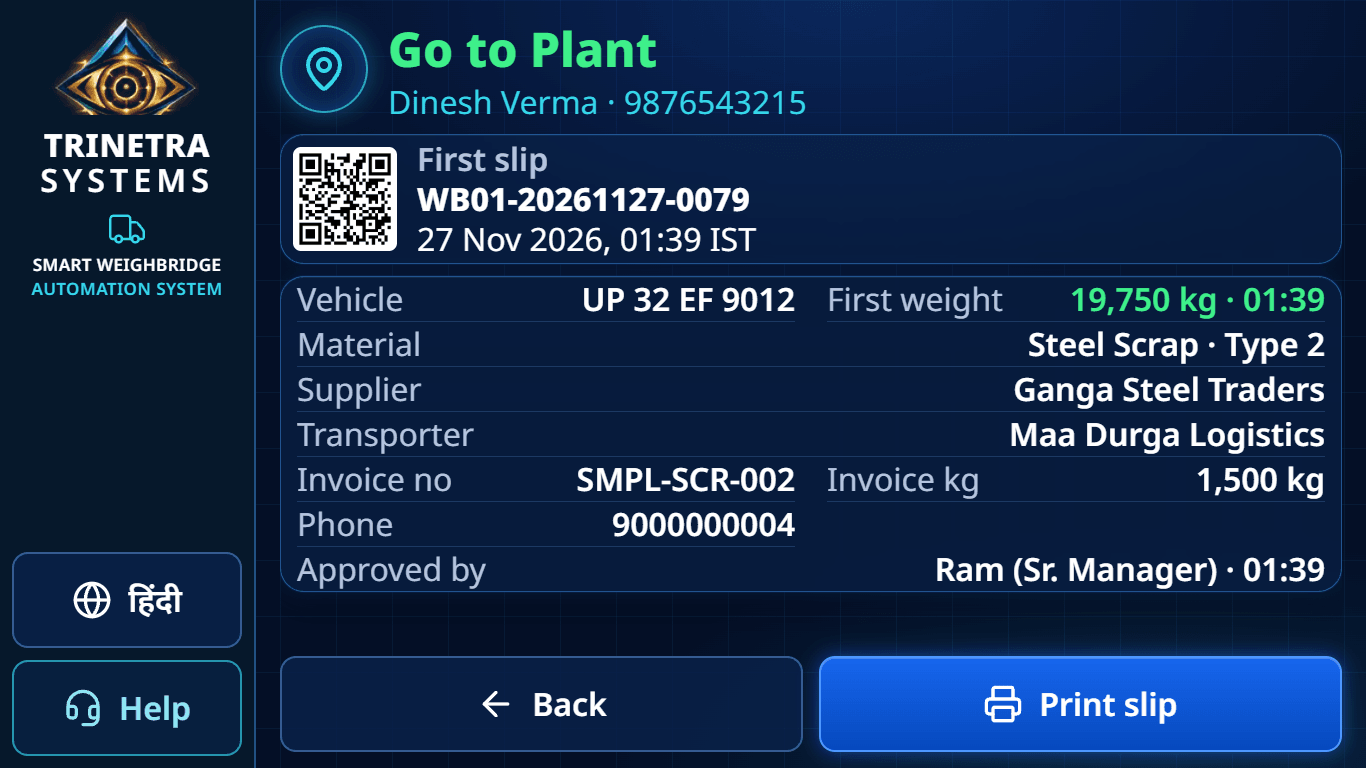 TRINETRA
SYSTEMS
SMART WEIGHBRIDGE
AUTOMATION SYSTEM
हिंदी
Help
Go to Plant
Dinesh Verma · 9876543215
First slip
WB01-20261127-0079
27 Nov 2026, 01:39 IST
Vehicle UP 32 EF 9012 First weight 19,750 kg · 01:39
Material Steel Scrap · Type 2
Supplier Ganga Steel Traders
Transporter Maa Durga Logistics
Invoice no SMPL-SCR-002 Invoice kg 1,500 kg
Phone 9000000004
Approved by Ram (Sr. Manager) · 01:39
Back Print slip